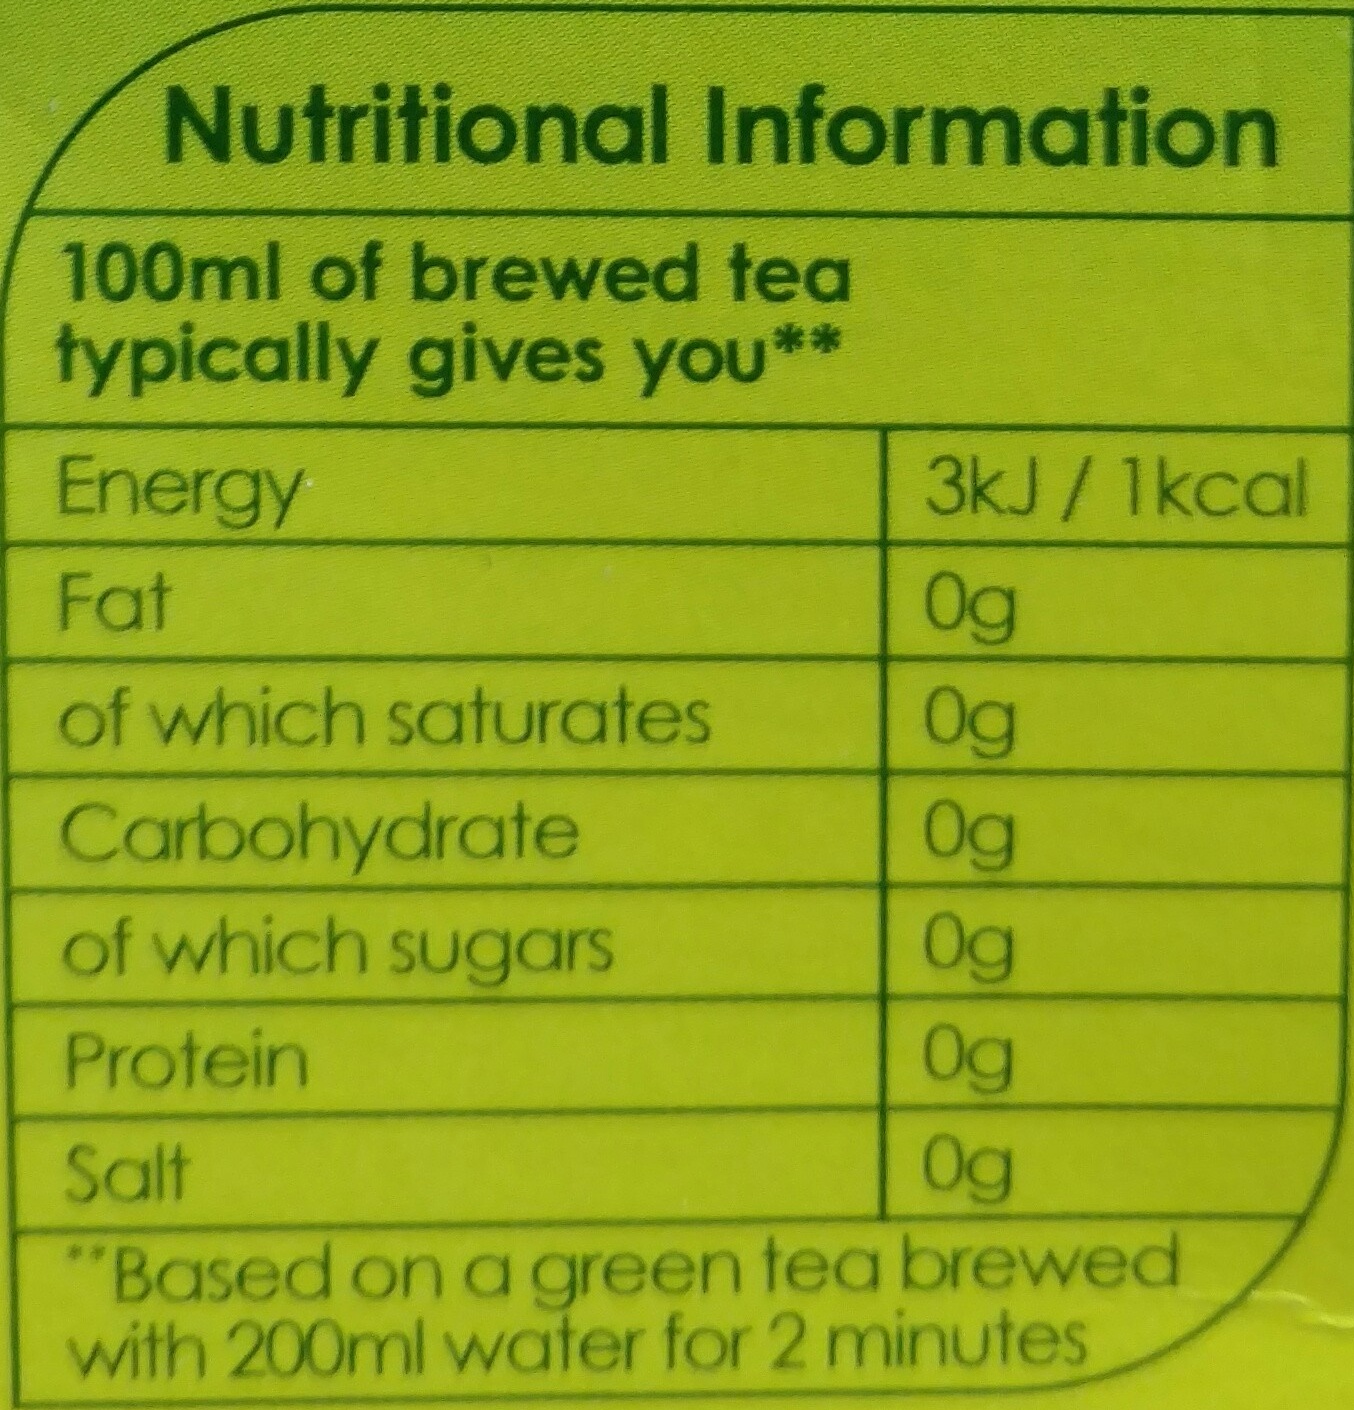 Nutritional Information
100ml of brewed tea
typically gives you**
Energy 3kJ / 1kcal
Fat 0g
of which saturates 0g
Carbohydrate 0g
of which sugars 0g
Protein 0g
Salt 0g
**Based on a green tea brewed
with 200ml water for 2 minutes